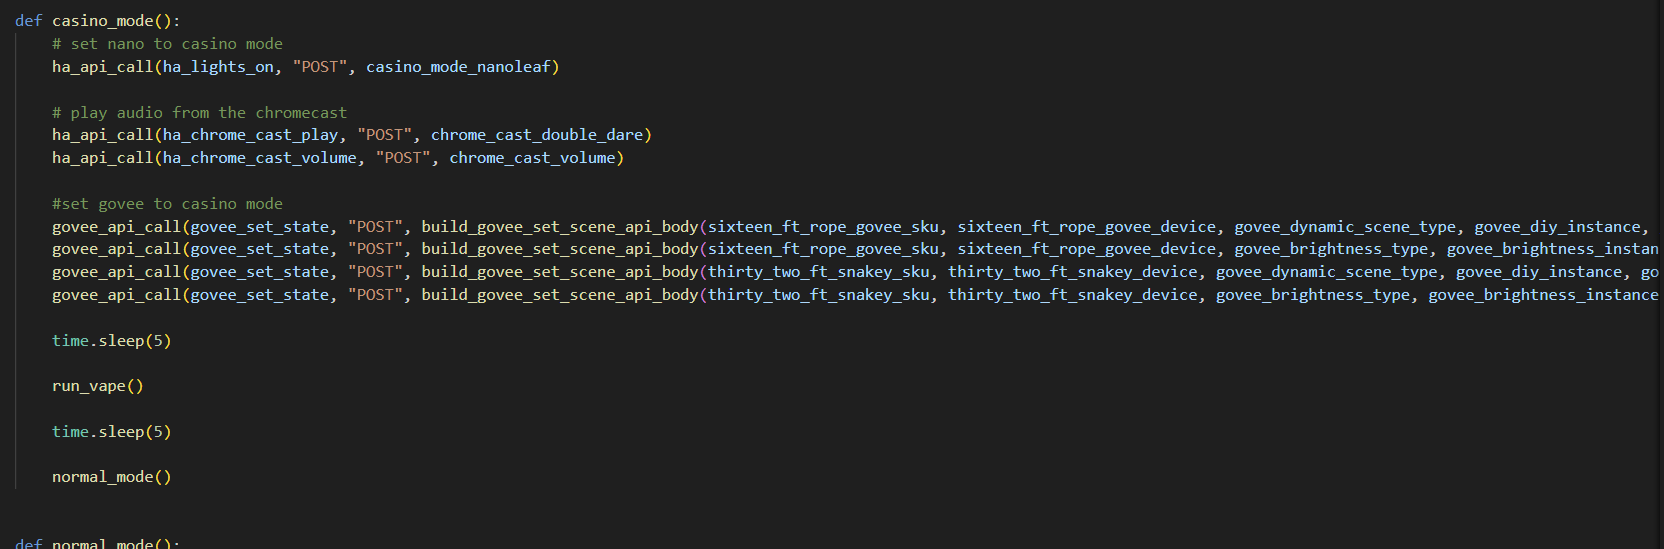 def casino_mode():
# set nano to casino mode
ha_api_call(ha_lights_on, "POST", casino_mode_nanoleaf)
# play audio from the chromecast
ha_api_call(ha_chrome_cast_play, "POST", chrome_cast_double_dare)
ha_api_call(ha_chrome_cast_volume, "POST", chrome_cast_volume)
#set govee to casino mode
govee_api_call(govee_set_state, "POST", build_govee_set_scene_api_body(sixteen_ft_rope_govee_sku, sixteen_ft_rope_govee_device, govee_dynamic_scene_type, govee_diy_instance,
govee_api_call(govee_set_state, "POST", build_govee_set_scene_api_body(sixteen_ft_rope_govee_sku, sixteen_ft_rope_govee_device, govee_brightness_type, govee_brightness_instan
govee_api_call(govee_set_state, "POST", build_govee_set_scene_api_body(thirty_two_ft_snakey_sku, thirty_two_ft_snakey_device, govee_dynamic_scene_type, govee_diy_instance, go
govee_api_call(govee_set_state, "POST", build_govee_set_scene_api_body(thirty_two_ft_snakey_sku, thirty_two_ft_snakey_device, govee_brightness_type, govee_brightness_instance
time.sleep(5)
run_vape()
time.sleep(5)
normal_mode()
def normal_mode():